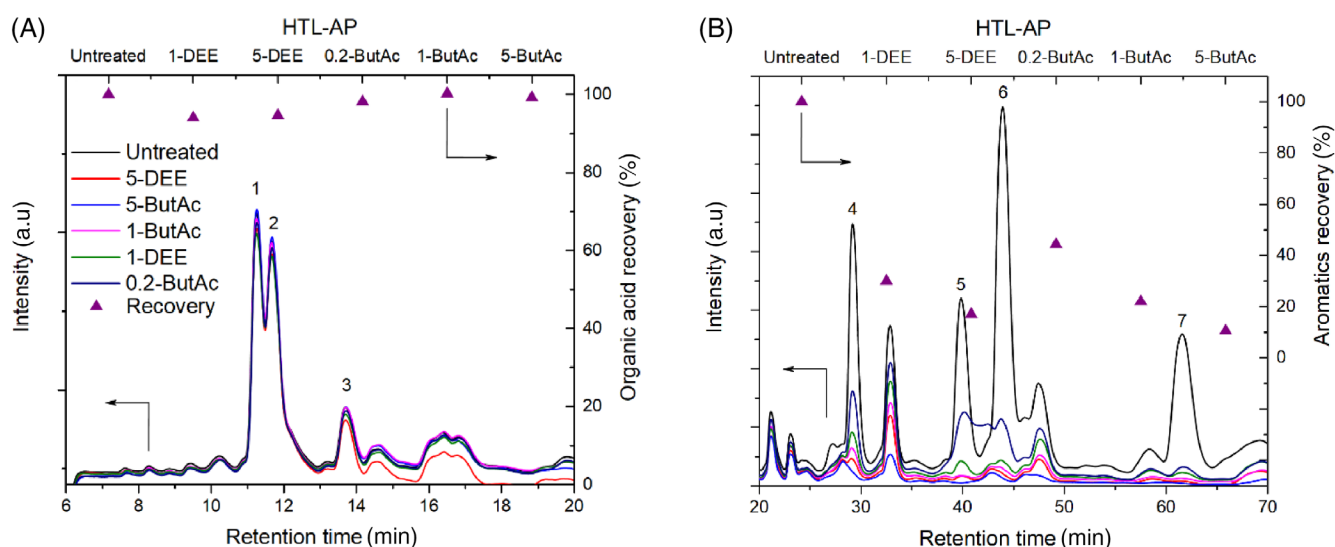 (A)
HTL-AP
Untreated 1-DEE 5-DEE 0.2-ButAc 1-ButAc 5-ButAc
Intensity (a.u)
Untreated
5-DEE
5-ButAc
1-ButAc
1-DEE
0.2-ButAc
Recovery
1
2
3
100
80
60
40
20
0
Organic acid recovery (%)
6 8 10 12 14 16 18 20
Retention time (min)
(B)
HTL-AP
Untreated 1-DEE 5-DEE 0.2-ButAc 1-ButAc 5-ButAc
Intensity (a.u)
4
5
6
7
100
80
60
40
20
0
Aromatics recovery (%)
20 30 40 50 60 70
Retention time (min)